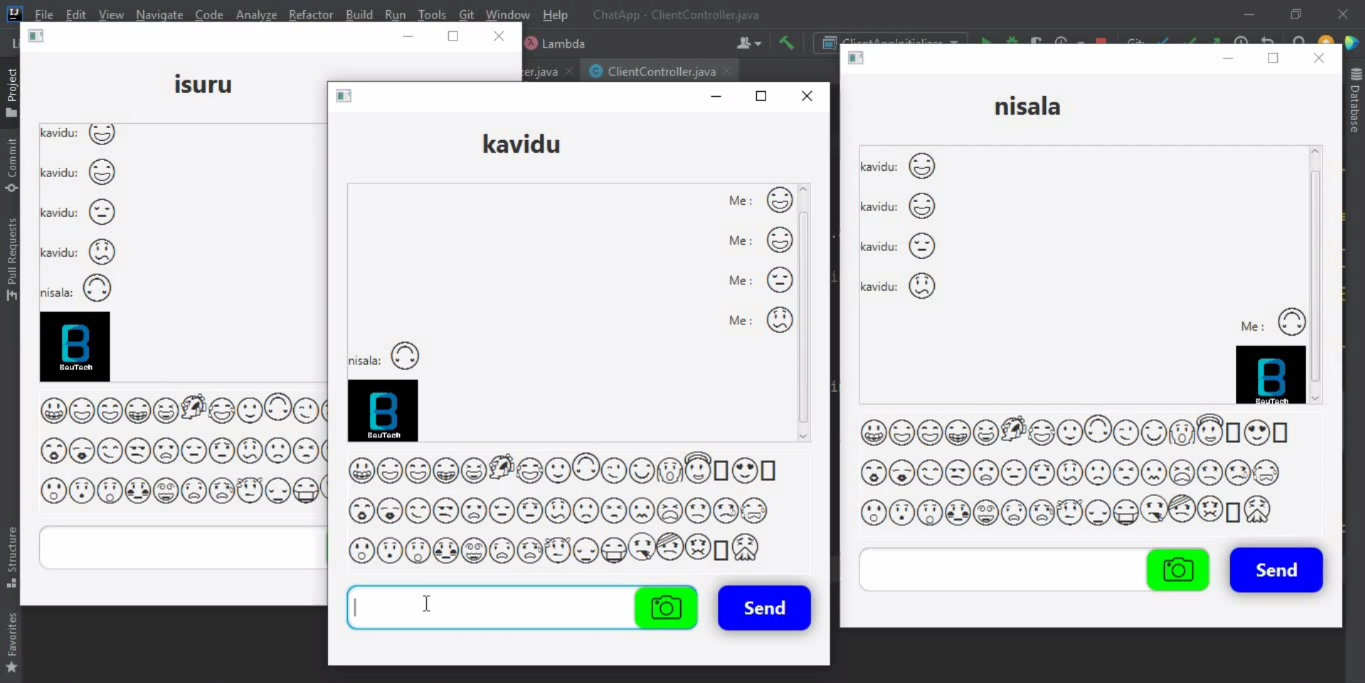 File Edit View Navigate Code Analyze Refactor Build Run Tools Git Window Help ChatApp - ClientController.java
Lambda
Git:
zer.java ClientController.java
Project
Commit
Pull Requests
Structure
Favorites
Database
isuru
kavidu:
kavidu:
kavidu:
kavidu:
nisala:
BauTech
kavidu
Me :
Me :
Me :
Me :
nisala:
BauTech
Send
nisala
kavidu:
kavidu:
kavidu:
kavidu:
Me :
BauTech
Send